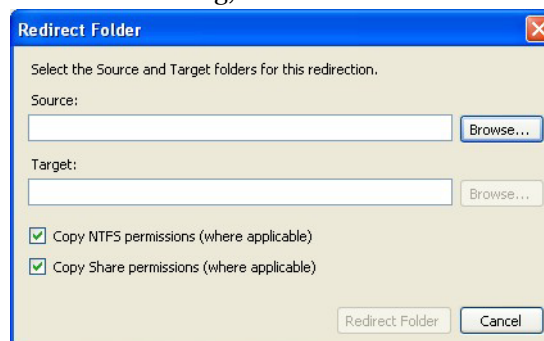 Redirect Folder
Select the Source and Target folders for this redirection.
Source:
Browse...
Target:
Browse...
Copy NTFS permissions (where applicable)
Copy Share permissions (where applicable)
Redirect Folder Cancel